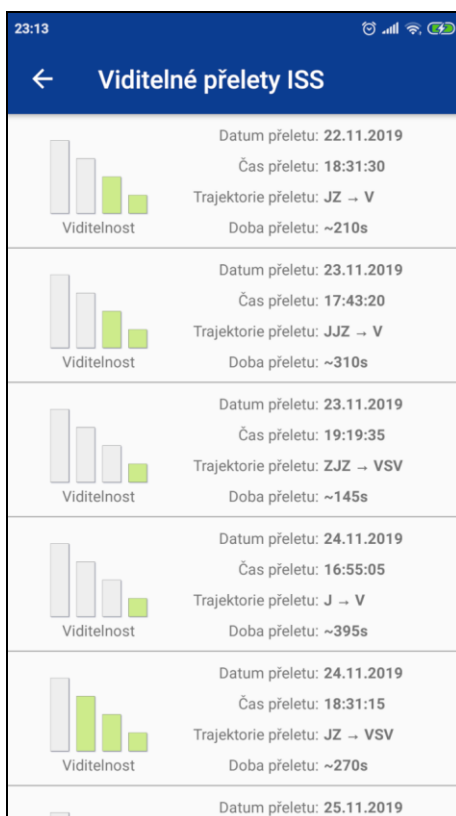 23:13
Viditelné přelety ISS
Datum přeletu: 22.11.2019
Čas přeletu: 18:31:30
Trajektorie přeletu: JZ → V
Viditelnost Doba přeletu: ~210s
Datum přeletu: 23.11.2019
Čas přeletu: 17:43:20
Trajektorie přeletu: JJZ → V
Viditelnost Doba přeletu: ~310s
Datum přeletu: 23.11.2019
Čas přeletu: 19:19:35
Trajektorie přeletu: ZJZ → VSV
Viditelnost Doba přeletu: ~145s
Datum přeletu: 24.11.2019
Čas přeletu: 16:55:05
Trajektorie přeletu: J → V
Viditelnost Doba přeletu: ~395s
Datum přeletu: 24.11.2019
Čas přeletu: 18:31:15
Trajektorie přeletu: JZ → VSV
Viditelnost Doba přeletu: ~270s
Datum přeletu: 25.11.2019